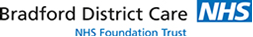 Bradford District Care NHS
NHS Foundation Trust